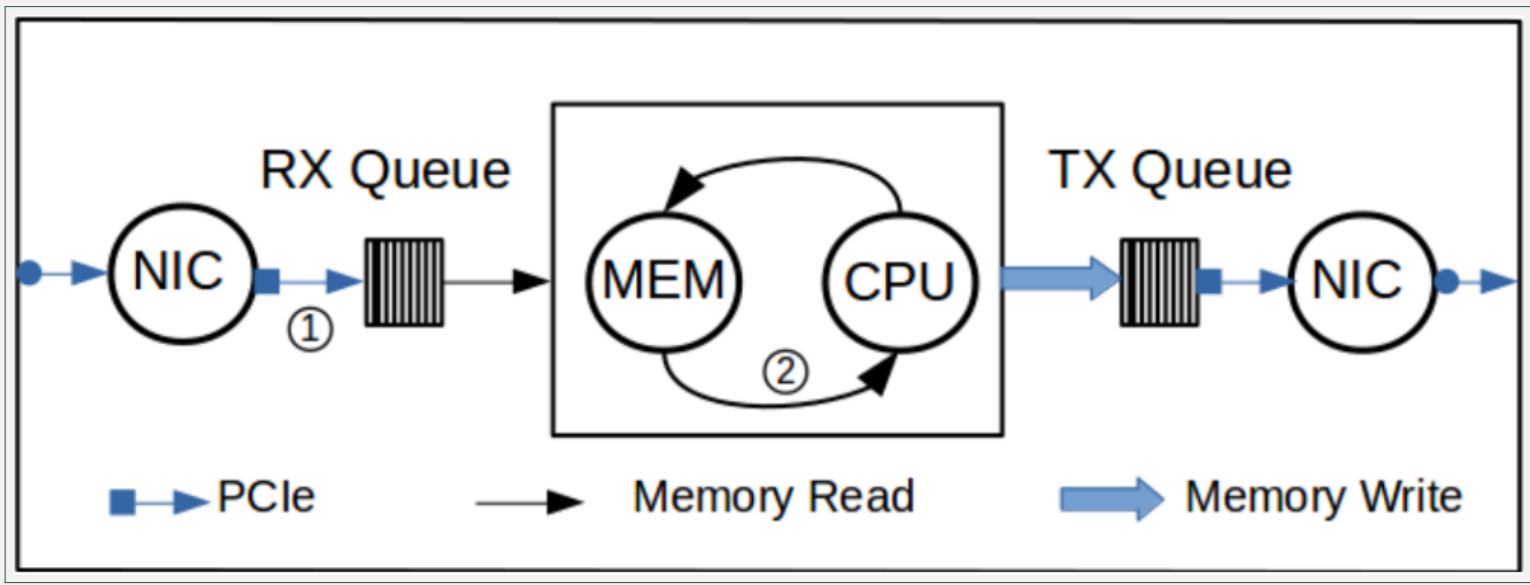 RX Queue
TX Queue
NIC
MEM
CPU
NIC
①
②
PCIe
Memory Read
Memory Write